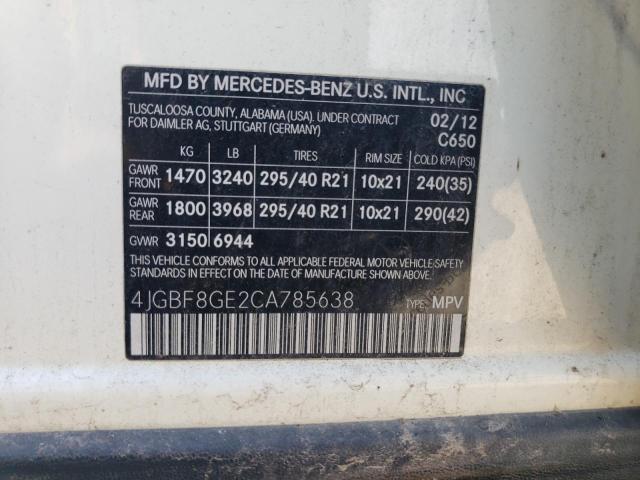 MFD BY MERCEDES-BENZ U.S. INTL., INC
TUSCALOOSA COUNTY, ALABAMA (USA). UNDER CONTRACT
FOR DAIMLER AG, STUTTGART (GERMANY)
02/12
C650
KG LB TIRES RIM SIZE COLD KPA (PSI)
GAWR FRONT 1470 3240 295/40 R21 10x21 240(35)
GAWR REAR 1800 3968 295/40 R21 10x21 290(42)
GVWR 3150 6944
THIS VEHICLE CONFORMS TO ALL APPLICABLE FEDERAL MOTOR VEHICLE SAFETY
STANDARDS IN EFFECT ON THE DATE OF MANUFACTURE SHOWN ABOVE.
4JGBF8GE2CA785638 TYPE: MPV